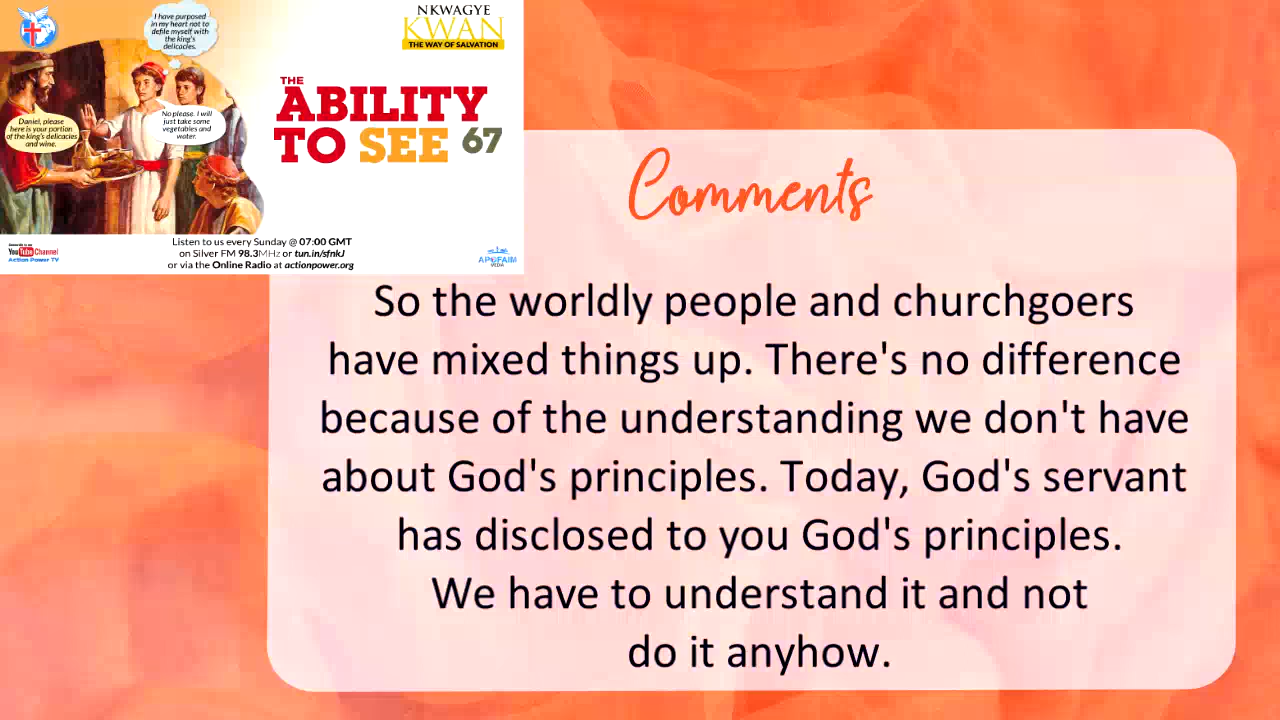 I have purposed
in my heart not to
defile myself with
the king's
delicacies.
NKWAGYE
KWAN
THE WAY OF SALVATION
THE
ABILITY
TO SEE 67
Daniel, please
here is your portion
of the king's delicacies
and wine.
No please. I will
just take some
vegetables and
water.
Listen to us every Sunday @ 07:00 GMT
on Silver FM 98.3MHz or tun.in/sfnkJ
or via the Online Radio at actionpower.org
YouTube Channel
Action Power TV
APOFAIM
MEDIA
Comments
So the worldly people and churchgoers
have mixed things up. There's no difference
because of the understanding we don't have
about God's principles. Today, God's servant
has disclosed to you God's principles.
We have to understand it and not
do it anyhow.